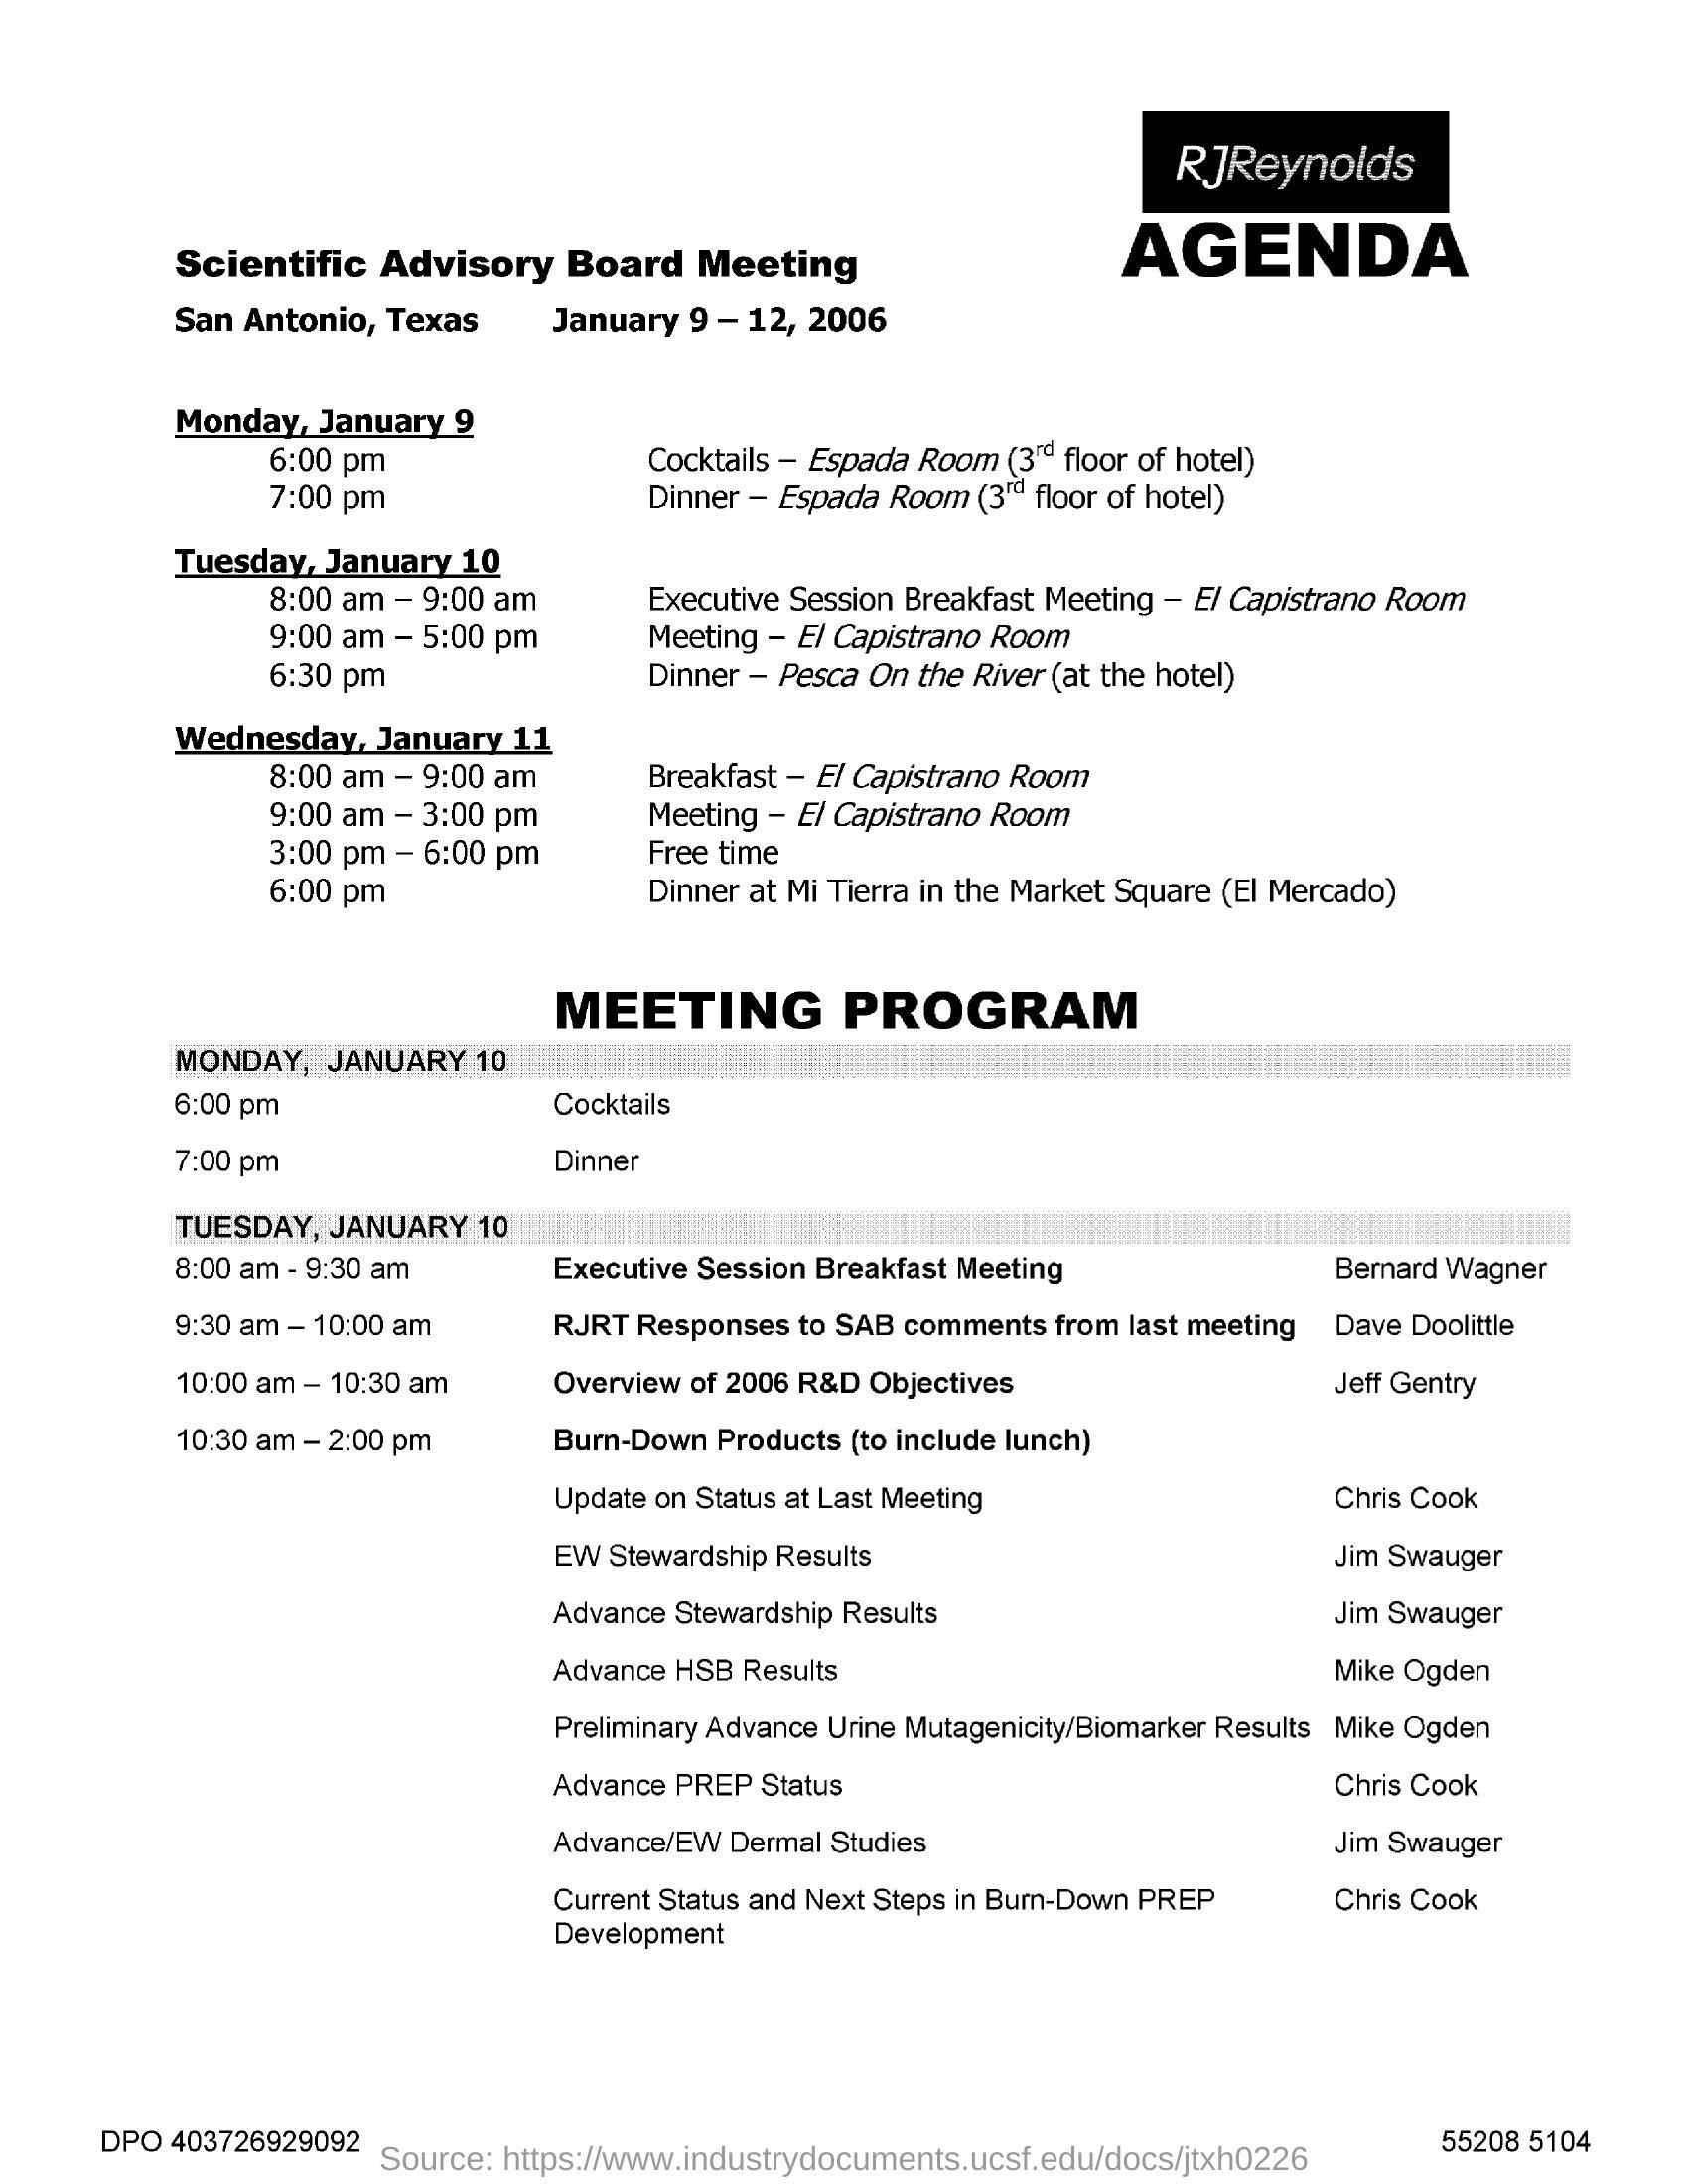 RJReynolds
AGENDA
Scientific Advisory Board Meeting
San Antonio, Texas January 9 – 12, 2006
Monday, January 9
6:00 pm Cocktails – Espada Room (3rd floor of hotel)
7:00 pm Dinner – Espada Room (3rd floor of hotel)
Tuesday, January 10
8:00 am – 9:00 am Executive Session Breakfast Meeting – El Capistrano Room
9:00 am – 5:00 pm Meeting – El Capistrano Room
6:30 pm Dinner – Pesca On the River (at the hotel)
Wednesday, January 11
8:00 am – 9:00 am Breakfast – El Capistrano Room
9:00 am – 3:00 pm Meeting – El Capistrano Room
3:00 pm – 6:00 pm Free time
6:00 pm Dinner at Mi Tierra in the Market Square (El Mercado)
MEETING PROGRAM
MONDAY, JANUARY 10
6:00 pm Cocktails
7:00 pm Dinner
TUESDAY, JANUARY 10
8:00 am - 9:30 am Executive Session Breakfast Meeting Bernard Wagner
9:30 am – 10:00 am RJRT Responses to SAB comments from last meeting Dave Doolittle
10:00 am – 10:30 am Overview of 2006 R&D Objectives Jeff Gentry
10:30 am – 2:00 pm Burn-Down Products (to include lunch)
Update on Status at Last Meeting Chris Cook
EW Stewardship Results Jim Swauger
Advance Stewardship Results Jim Swauger
Advance HSB Results Mike Ogden
Preliminary Advance Urine Mutagenicity/Biomarker Results Mike Ogden
Advance PREP Status Chris Cook
Advance/EW Dermal Studies Jim Swauger
Current Status and Next Steps in Burn-Down PREP Chris Cook
Development
DPO 403726929092 55208 5104
Source: https://www.industrydocuments.ucsf.edu/docs/jtxh0226